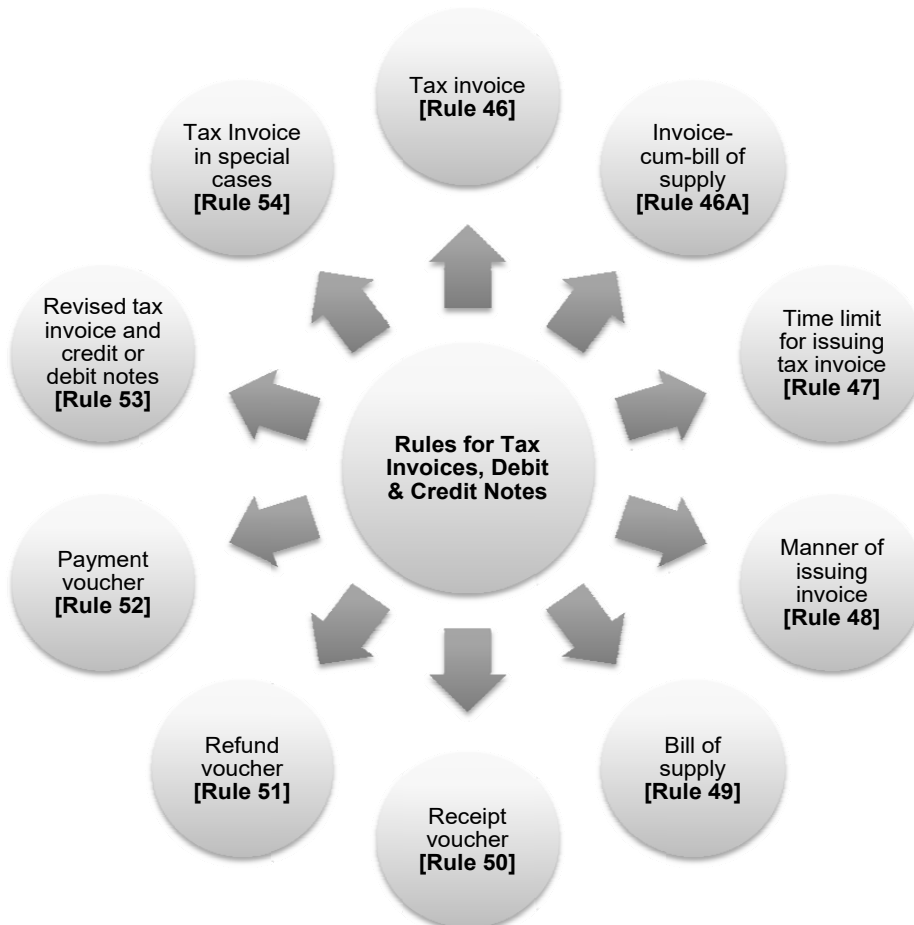 Tax invoice
[Rule 46]
Invoice-
cum-bill of
supply
[Rule 46A]
Time limit
for issuing
tax invoice
[Rule 47]
Manner of
issuing
invoice
[Rule 48]
Bill of
supply
[Rule 49]
Receipt
voucher
[Rule 50]
Refund
voucher
[Rule 51]
Payment
voucher
[Rule 52]
Revised tax
invoice and
credit or
debit notes
[Rule 53]
Tax Invoice
in special
cases
[Rule 54]
Rules for Tax
Invoices, Debit
& Credit Notes